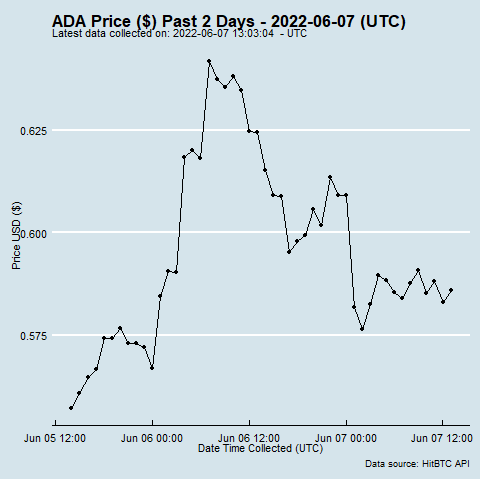 ADA Price ($) Past 2 Days - 2022-06-07 (UTC)
Latest data collected on: 2022-06-07 13:03:04  - UTC
0.625
0.600
0.575
Price USD ($)
Jun 05 12:00 Jun 06 00:00 Jun 06 12:00 Jun 07 00:00 Jun 07 12:00
Date Time Collected (UTC)
Data source: HitBTC API